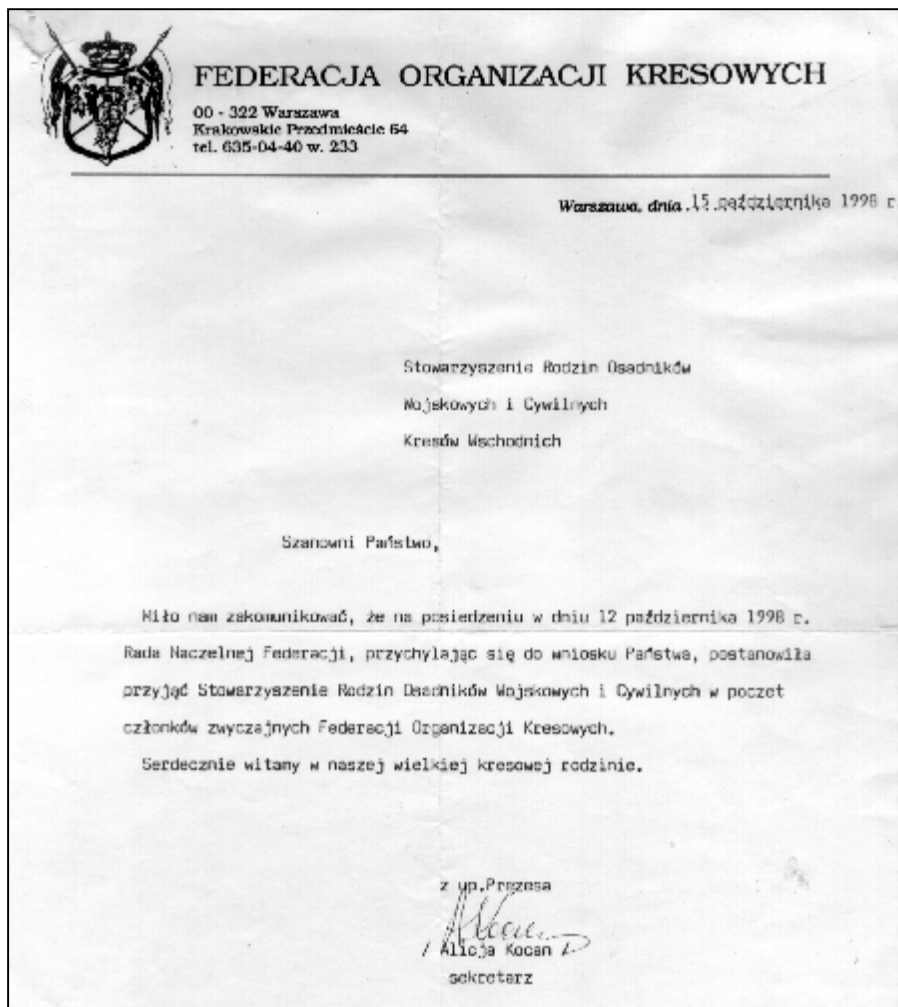 FEDERACJA ORGANIZACJI KRESOWYCH
00 - 322 Warszawa
Krakowskie Przedmieście 64
tel. 635-04-40 w. 233
Warszawa, dnia 15 października 1998 r.
Stowarzyszenie Rodzin Osadników
Wojskowych i Cywilnych
Kresów Wschodnich
Szanowni Państwo,
Miło nam zakomunikować, że na posiedzeniu w dniu 12 października 1998 r.
Rada Naczelnej Federacji, przychylając się do wniosku Państwa, postanowiła
przyjąć Stowarzyszenie Rodzin Osadników Wojskowych i Cywilnych w poczet
członków zwyczajnych Federacji Organizacji Kresowych.
Serdecznie witamy w naszej wielkiej kresowej rodzinie.
z up.Prezesa
/ Alicja Kocan /
sekretarz